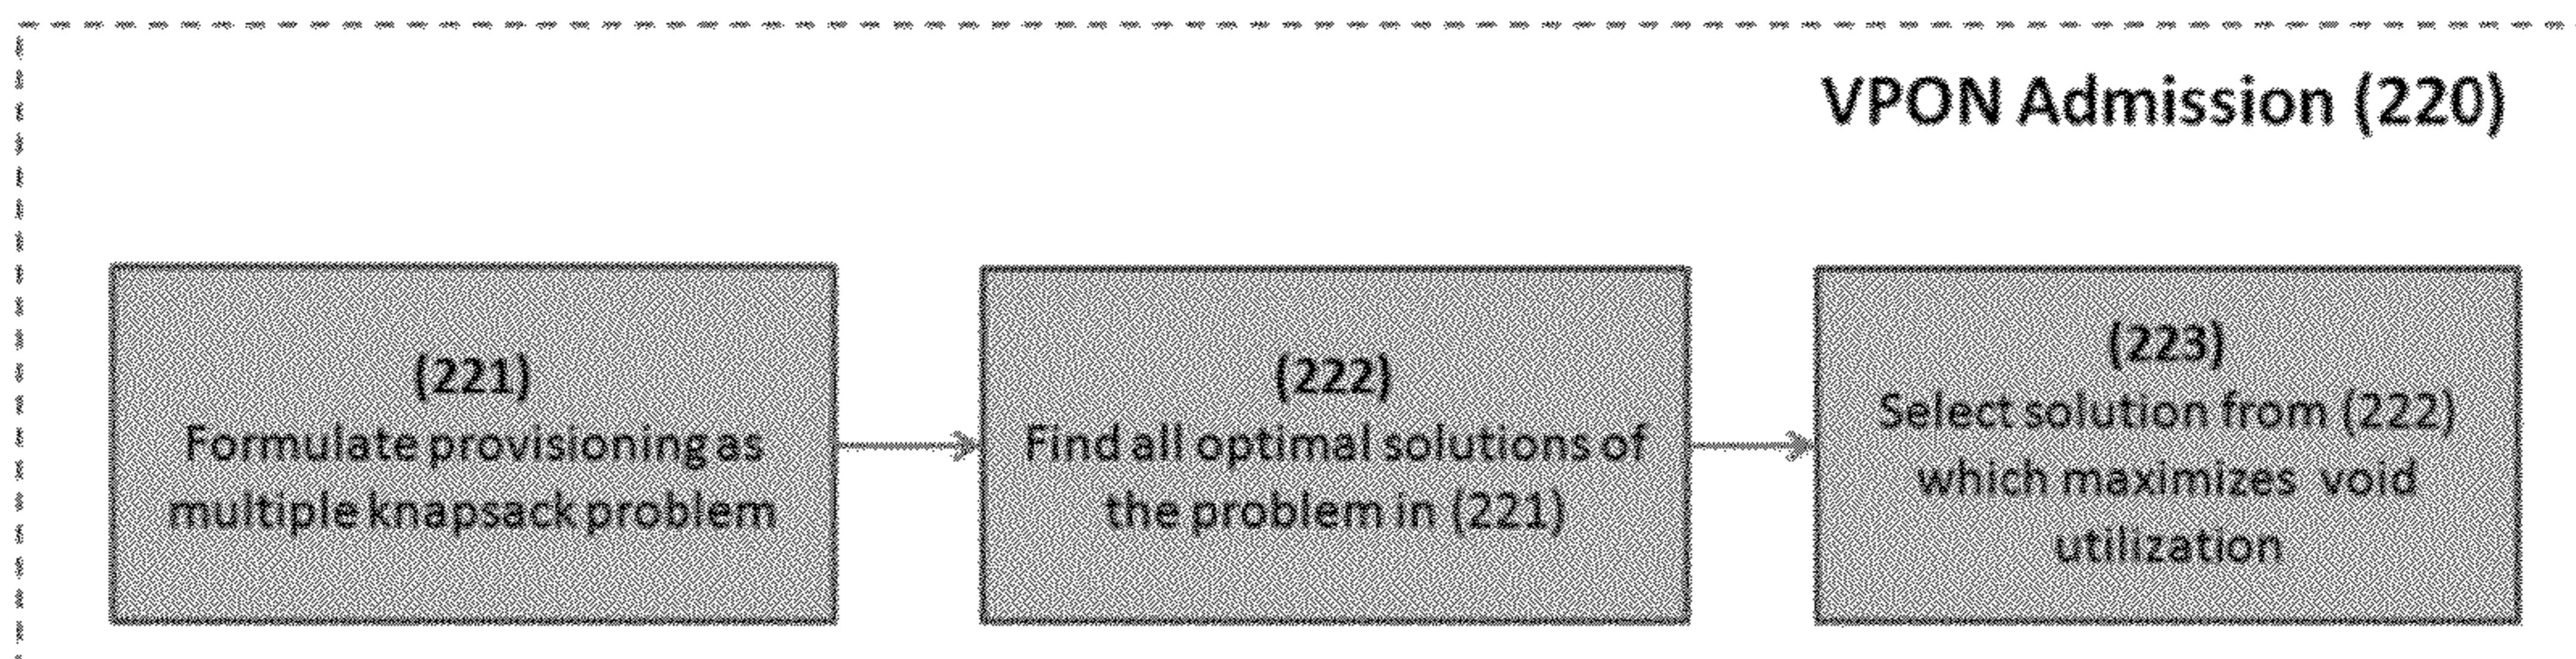 VPON Admission (220)
(221)
Formulate provisioning as
multiple knapsack problem
(222)
Find all optimal solutions of
the problem in (221)
(223)
Select solution from (222)
which maximizes void
utilization